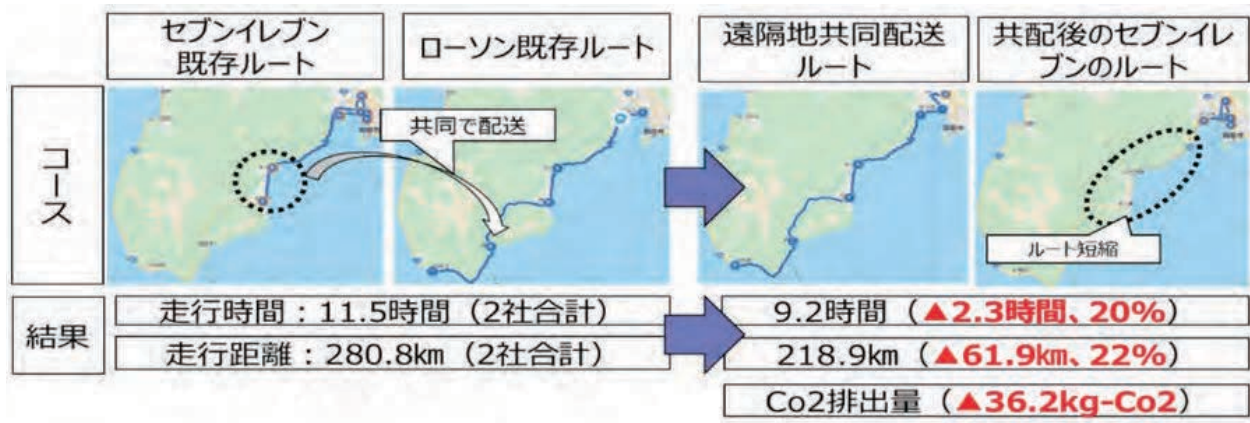 セブンイレブン
既存ルート
ローソン既存ルート
遠隔地共同配送
ルート
共配後のセブンイレ
ブンのルート
コース
共同で配送
ルート短縮
結果
走行時間：11.5時間（2社合計）
9.2時間（▲2.3時間、20%）
走行距離：280.8km（2社合計）
218.9km（▲61.9km、22%）
Co2排出量（▲36.2kg-Co2）